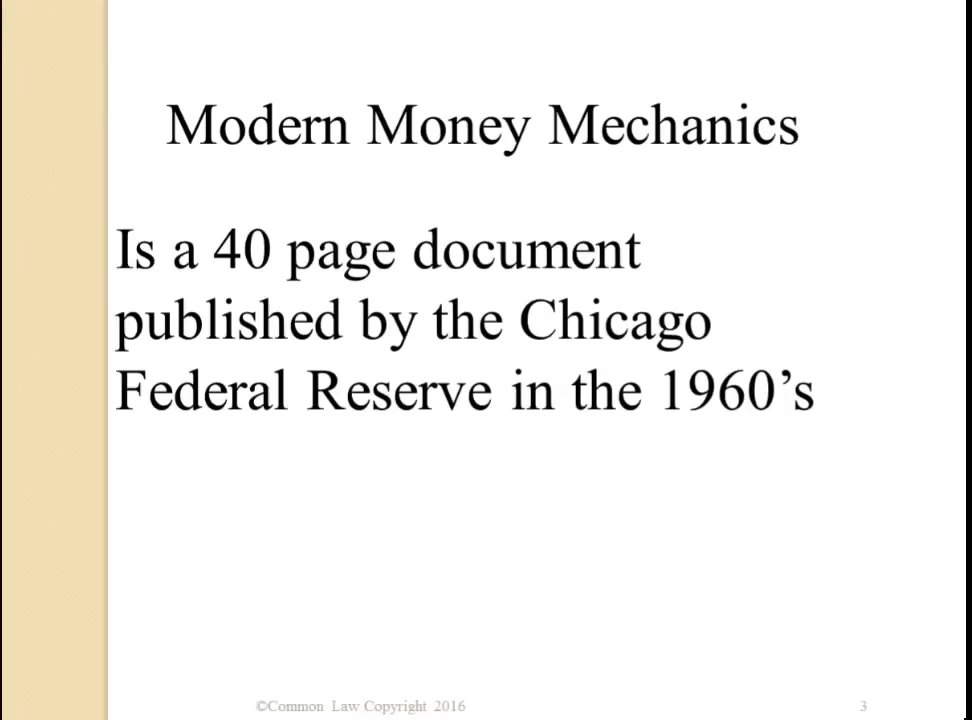 Modern Money Mechanics
Is a 40 page document
published by the Chicago
Federal Reserve in the 1960’s
©Common Law Copyright 2016
3